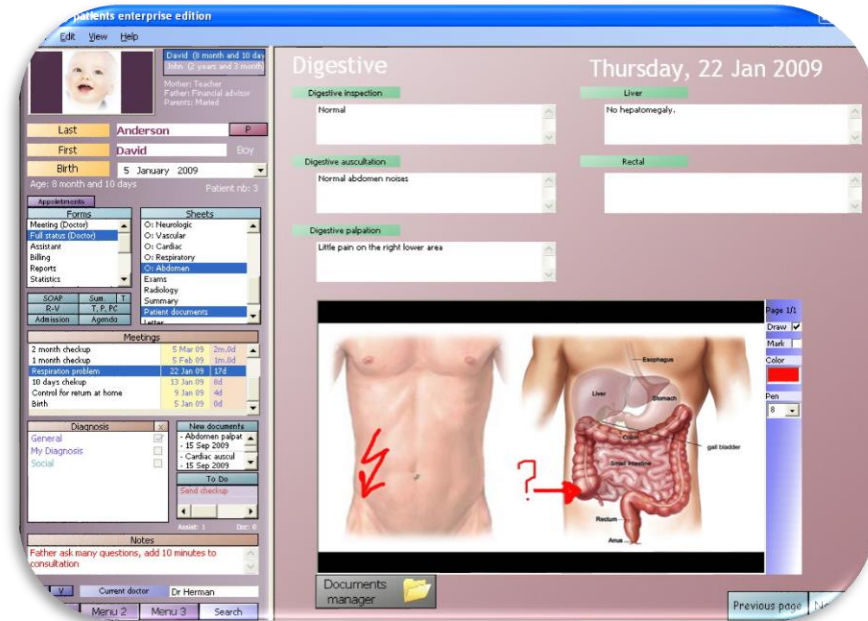 patients enterprise edition
Edit View Help
David (9 month and 10 day
John (2 years and 3 month)
Mother: Teacher
Father: Financial advisor
Parents: Maried
Last Anderson P.
First David Boy
Birth 5 January 2009
Age: 8 month and 10 days Patient nb: 3
Appointments
Forms
Meeting (Doctor)
Full status (Doctor)
Assistant
Billing
Reports
Statistics
Sheets
O: Neurologic
O: Vascular
O: Cardiac
O: Respiratory
O: Abdomen
Exams
Radiology
Summary
Patient documents
Letter
SOAP Sum. T
R-V T, P, PC
Admission Agenda
Meetings
2 month checkup 5 Mar 09 2m.0d
1 month checkup 5 Feb 09 1m.0d
Respiration problem 22 Jan 09 17d
10 days chekup 13 Jan 09 8d
Control for return at home 9 Jan 09 4d
Birth 5 Jan 09 0d
Diagnosis x
General
My Diagnosis
Social
New documents
- Abdomen palpat
- 15 Sep 2009
- Cardiac auscul
- 15 Sep 2009
To Do
Send checkup
Assist: 1 Doc: 0
Notes
Father ask many questions, add 10 minutes to
consultation
V Current doctor Dr Herman
Menu 2 Menu 3 Search
Digestive Thursday, 22 Jan 2009
Digestive inspection
Normal
Liver
No hepatomegaly.
Digestive auscultation
Normal abdomen noises
Rectal
Digestive palpation
Little pain on the right lower area
Esophagus
Liver
Stomach
Colon
gall bladder
Small intestine
?
Rectum
Anus
Page 1/1
Draw
Mark
Color
Pen
8
Documents
manager
Previous page